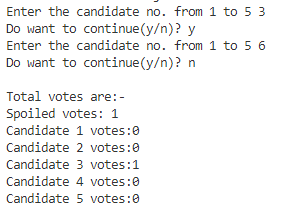 Enter the candidate no. from 1 to 5 3
Do want to continue(y/n)? y
Enter the candidate no. from 1 to 5 6
Do want to continue(y/n)? n
Total votes are:-
Spoiled votes: 1
Candidate 1 votes:0
Candidate 2 votes:0
Candidate 3 votes:1
Candidate 4 votes:0
Candidate 5 votes:0